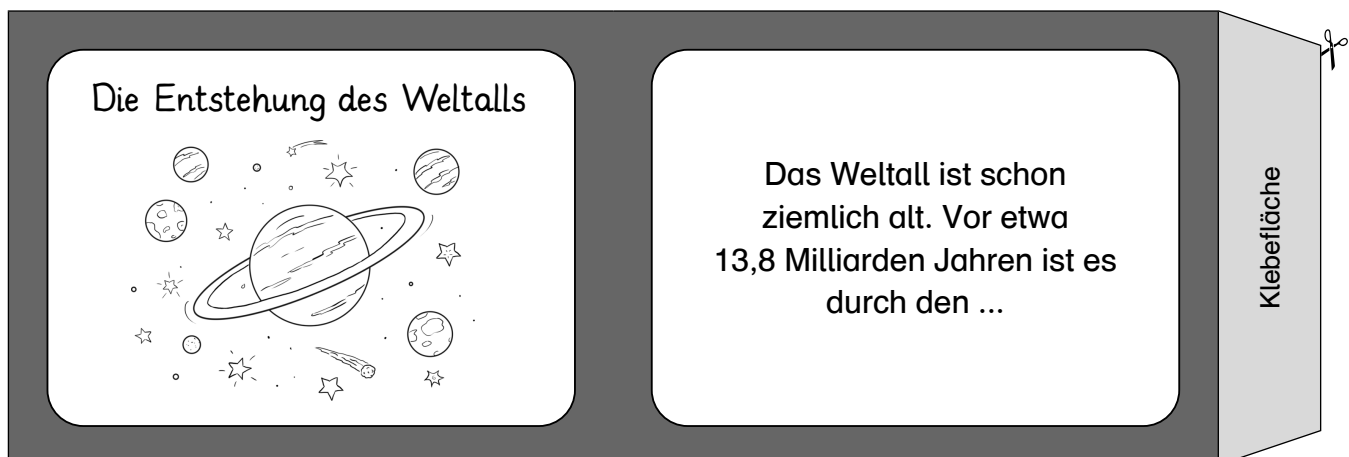 Die Entstehung des Weltalls
Das Weltall ist schon
ziemlich alt. Vor etwa
13,8 Milliarden Jahren ist es
durch den ...
Klebefläche